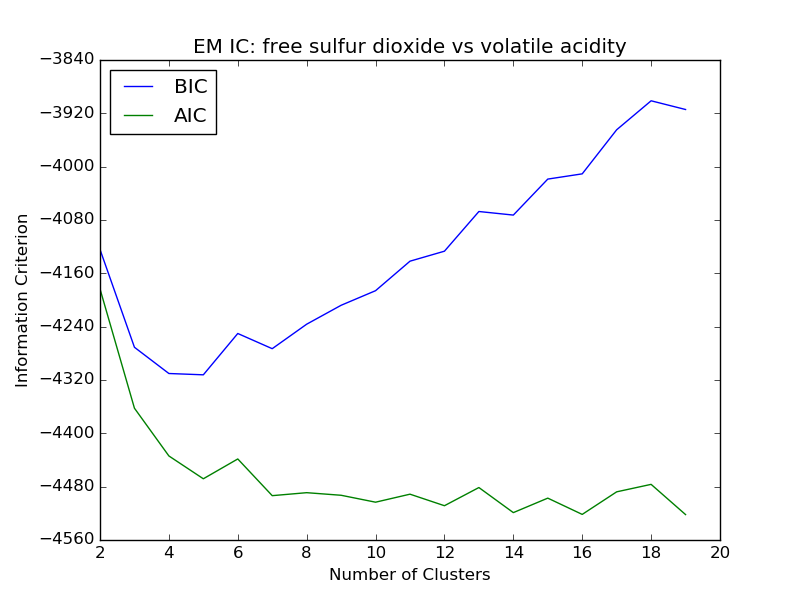 EM IC: free sulfur dioxide vs volatile acidity
BIC
AIC
Information Criterion
−3840
−3920
−4000
−4080
−4160
−4240
−4320
−4400
−4480
−4560
2 4 6 8 10 12 14 16 18 20
Number of Clusters